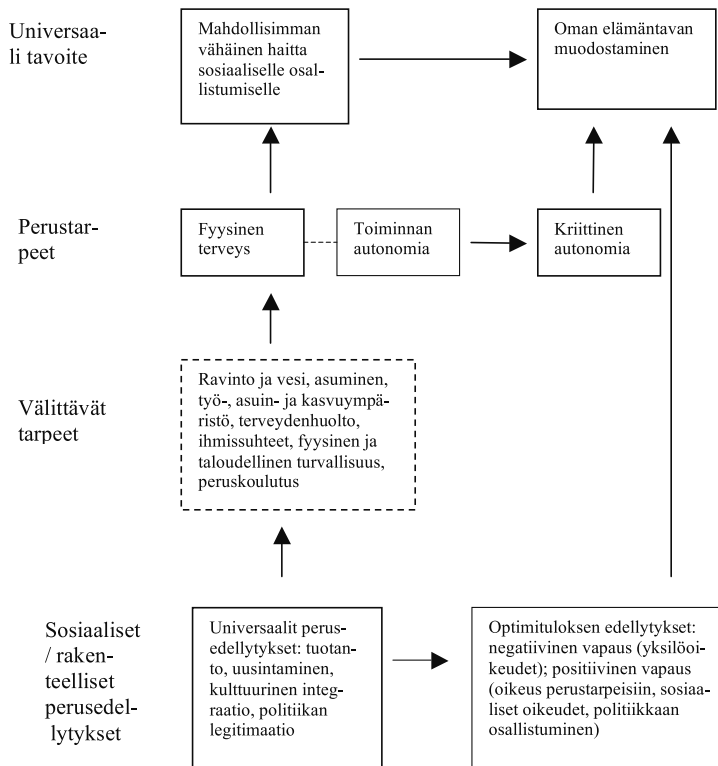 Universaa-
li tavoite
Mahdollisimman
vähäinen haitta
sosiaaliselle osal-
listumiselle
Oman elämäntavan
muodostaminen
Perustar-
peet
Fyysinen
terveys
Toiminnan
autonomia
Kriittinen
autonomia
Välittävät
tarpeet
Ravinto ja vesi, asuminen,
työ-, asuin- ja kasvuympä-
ristö, terveydenhuolto,
ihmissuhteet, fyysinen ja
taloudellinen turvallisuus,
peruskoulutus
Sosiaaliset
/ raken-
teelliset
perusedel-
lytykset
Universaalit perus-
edellytykset: tuotan-
to, uusintaminen,
kulttuurinen integ-
raatio, politiikan
legitimaatio
Optimituloksen edellytykset:
negatiivinen vapaus (yksilöoi-
keudet); positiivinen vapaus
(oikeus perustarpeisiin, sosiaa-
liset oikeudet, politiikkaan
osallistuminen)